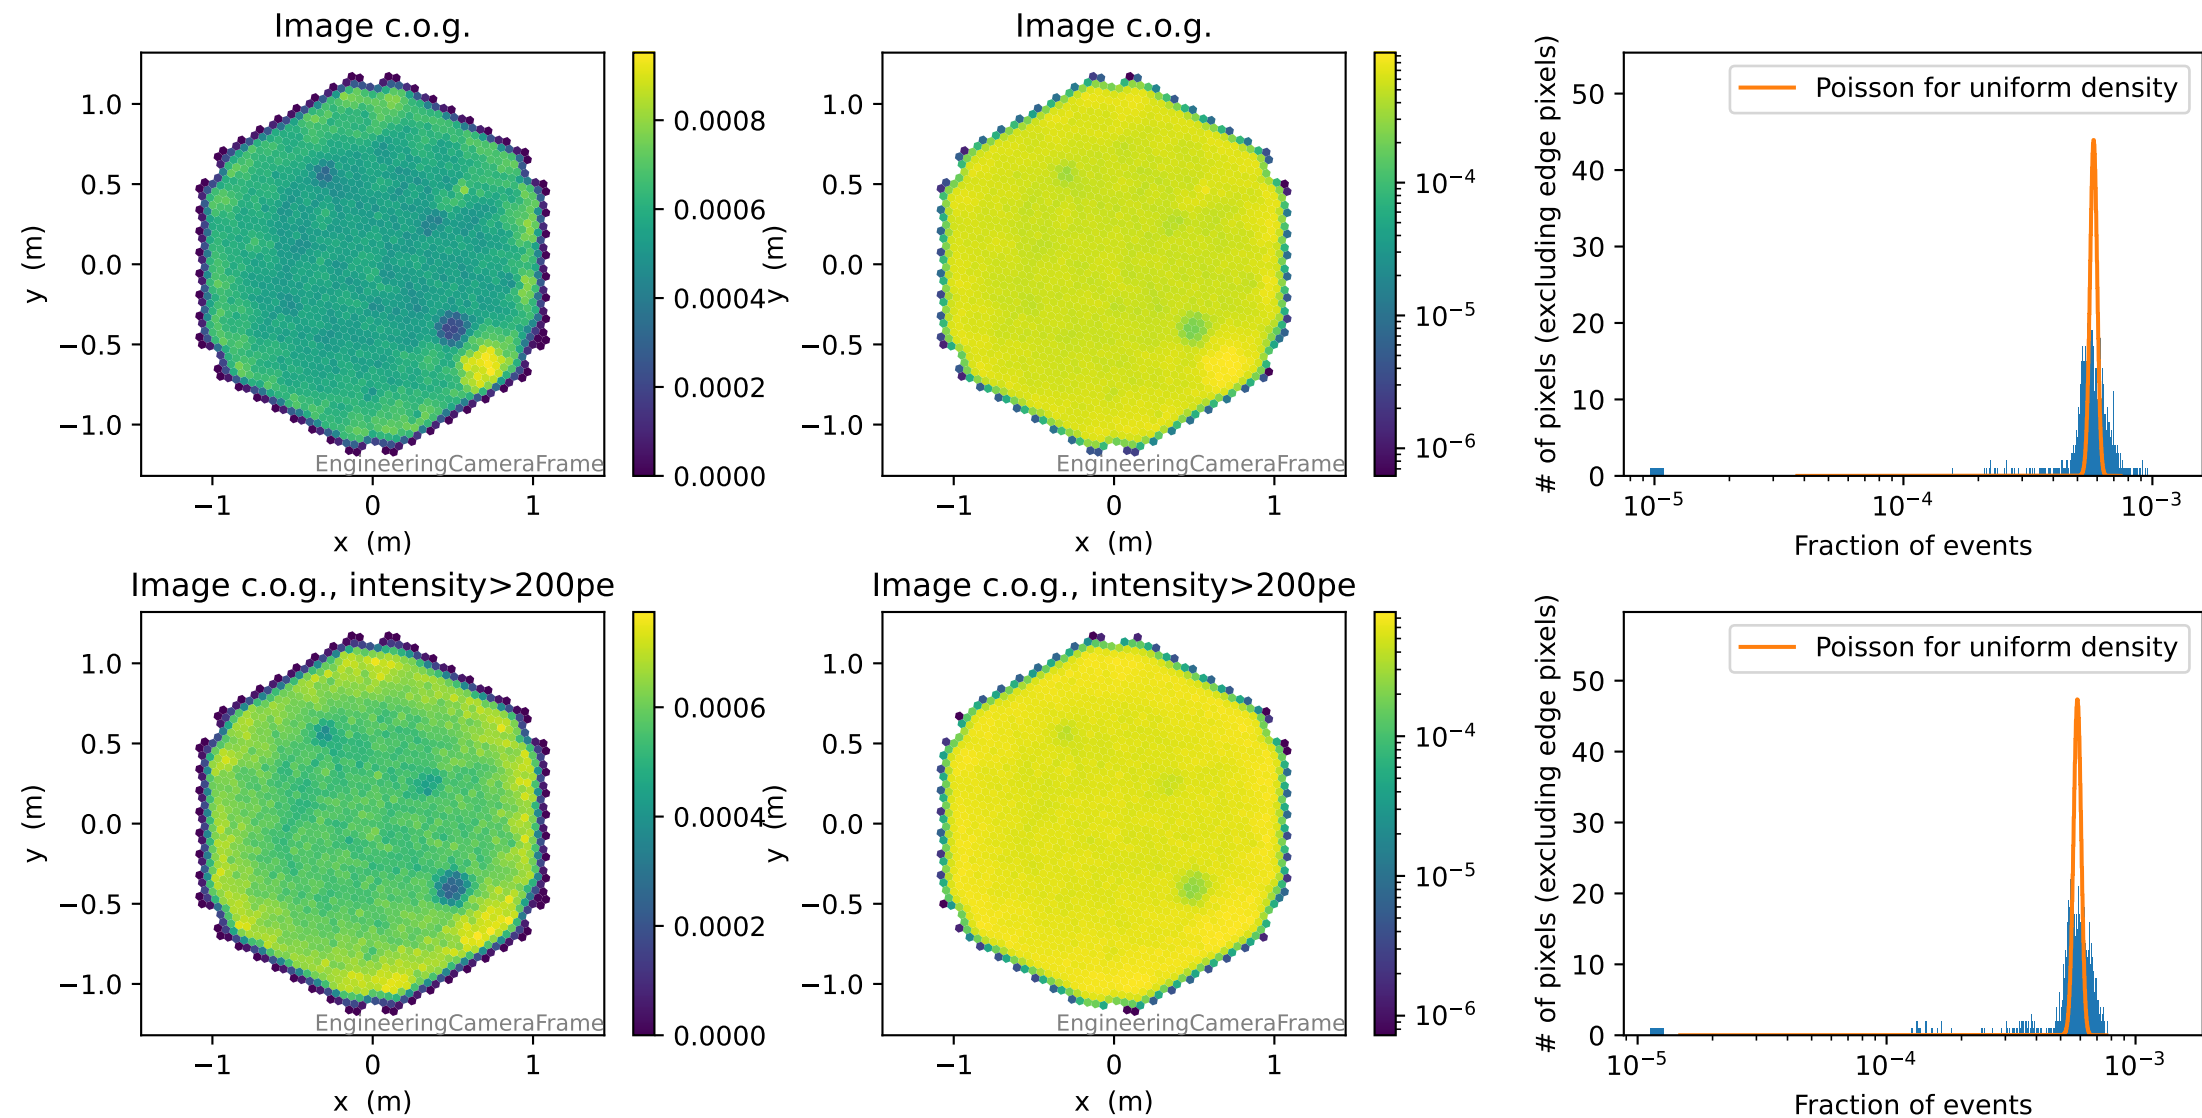 Image c.o.g.
y (m)
1.0
0.5
0.0
−0.5
−1.0
−1
0
1
x (m)
EngineeringCameraFrame
0.0008
0.0006
0.0004
0.0002
0.0000
Image c.o.g.
y (m)
1.0
0.5
0.0
−0.5
−1.0
−1
0
1
x (m)
EngineeringCameraFrame
10⁻⁴
10⁻⁵
10⁻⁶
# of pixels (excluding edge pixels)
50
40
30
20
10
0
Poisson for uniform density
10⁻⁵
10⁻⁴
10⁻³
Fraction of events
Image c.o.g., intensity>200pe
y (m)
1.0
0.5
0.0
−0.5
−1.0
−1
0
1
x (m)
EngineeringCameraFrame
0.0006
0.0004
0.0002
0.0000
Image c.o.g., intensity>200pe
y (m)
1.0
0.5
0.0
−0.5
−1.0
−1
0
1
x (m)
EngineeringCameraFrame
10⁻⁴
10⁻⁵
10⁻⁶
# of pixels (excluding edge pixels)
50
40
30
20
10
0
Poisson for uniform density
10⁻⁵
10⁻⁴
10⁻³
Fraction of events